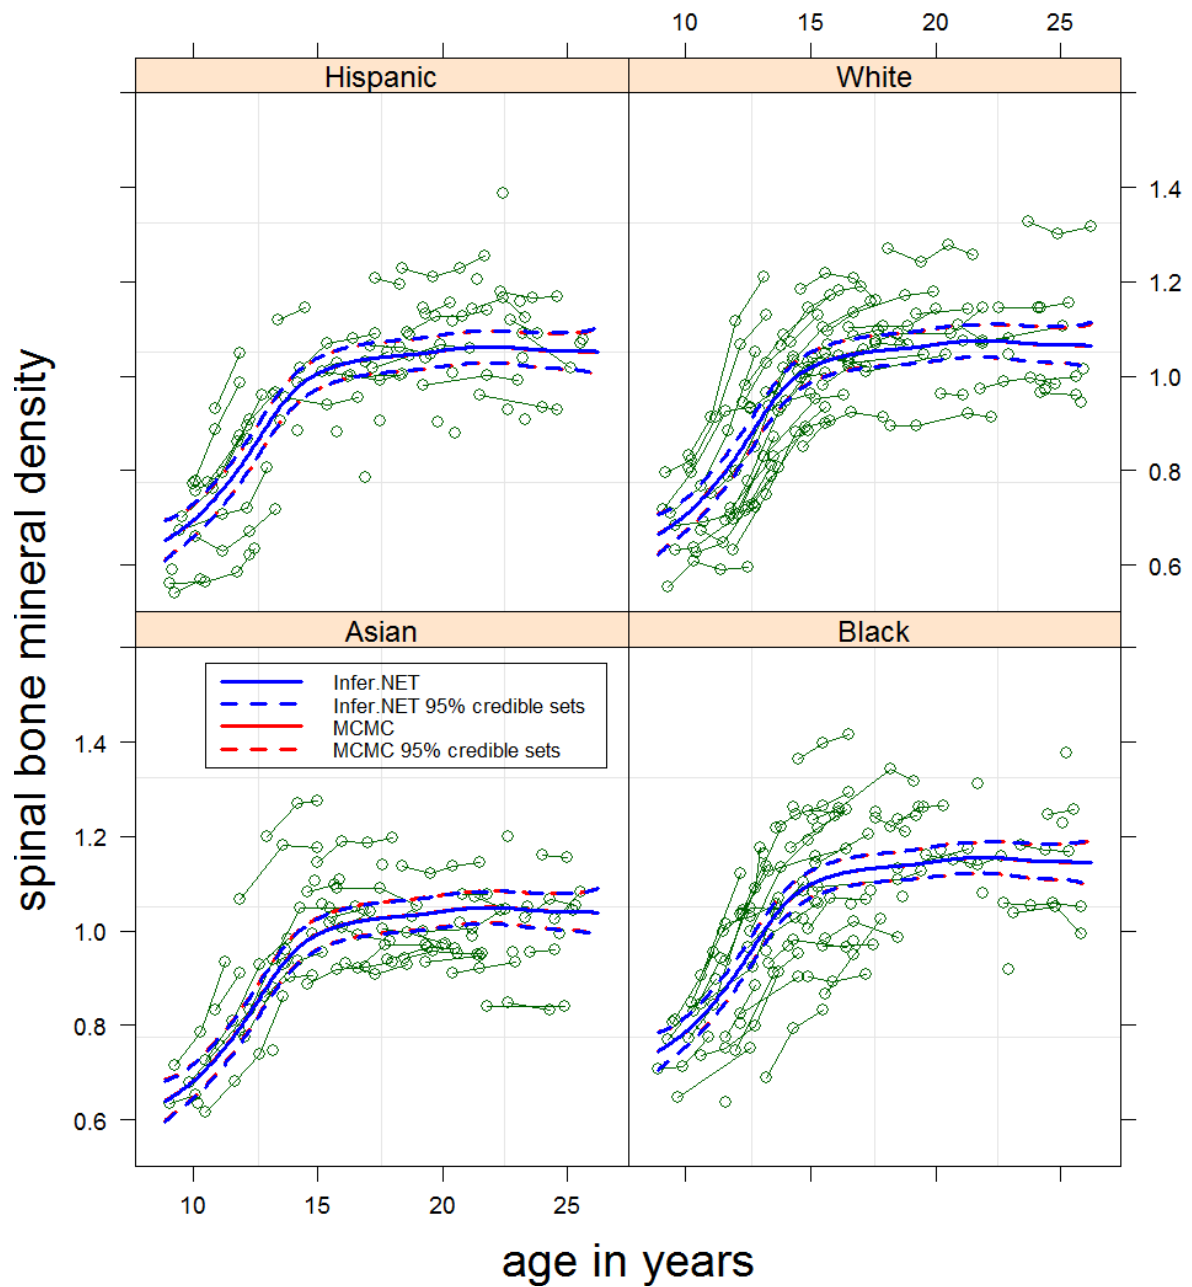 10 15 20 25
Hispanic White
1.4
1.2
1.0
0.8
0.6
spinal bone mineral density
Asian Black
Infer.NET
Infer.NET 95% credible sets
MCMC
MCMC 95% credible sets
1.4
1.2
1.0
0.8
0.6
10 15 20 25
age in years